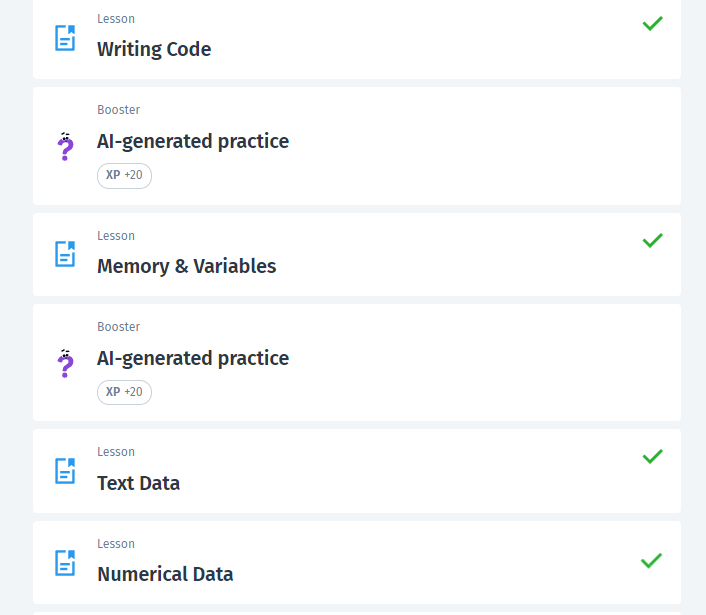 Lesson
Writing Code
Booster
AI-generated practice
XP +20
Lesson
Memory & Variables
Booster
AI-generated practice
XP +20
Lesson
Text Data
Lesson
Numerical Data